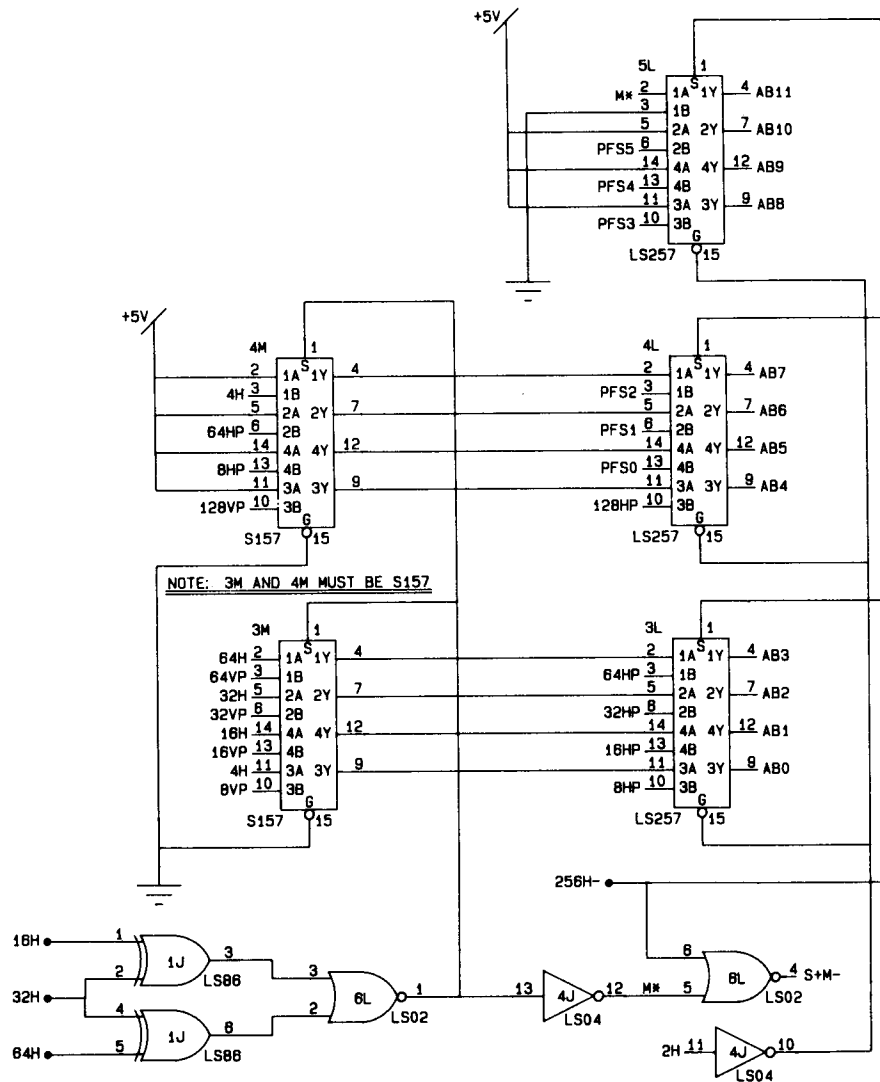 +5V
5L
1
S
M* 2 1A 1Y 4 AB11
3 1B
5 2A 2Y 7 AB10
PFS5 6 2B
14 4A 4Y 12 AB9
PFS4 13 4B
11 3A 3Y 9 AB8
PFS3 10 3B
G
LS257 15
+5V
4M
1
S
2 1A 1Y 4
4H 3 1B
5 2A 2Y 7
64HP 6 2B
14 4A 4Y 12
8HP 13 4B
11 3A 3Y 9
128VP 10 3B
G
S157 15
4L
1
S
2 1A 1Y 4 AB7
PFS2 3 1B
5 2A 2Y 7 AB6
PFS1 6 2B
14 4A 4Y 12 AB5
PFS0 13 4B
11 3A 3Y 9 AB4
128HP 10 3B
G
LS257 15
NOTE: 3M AND 4M MUST BE S157
3M
1
S
64H 2 1A 1Y 4
64VP 3 1B
32H 5 2A 2Y 7
32VP 6 2B
16H 14 4A 4Y 12
16VP 13 4B
4H 11 3A 3Y 9
8VP 10 3B
G
S157 15
3L
1
S
2 1A 1Y 4 AB3
64HP 3 1B
5 2A 2Y 7 AB2
32HP 6 2B
14 4A 4Y 12 AB1
16HP 13 4B
11 3A 3Y 9 AB0
8HP 10 3B
G
LS257 15
256H-
16H 1 2 1J 3
LS86
32H
64H 4 5 1J 6
LS86
3 2 6L 1
LS02
13 4J 12 M*
LS04
6 5 6L 4 S+M-
LS02
2H 11 4J 10
LS04